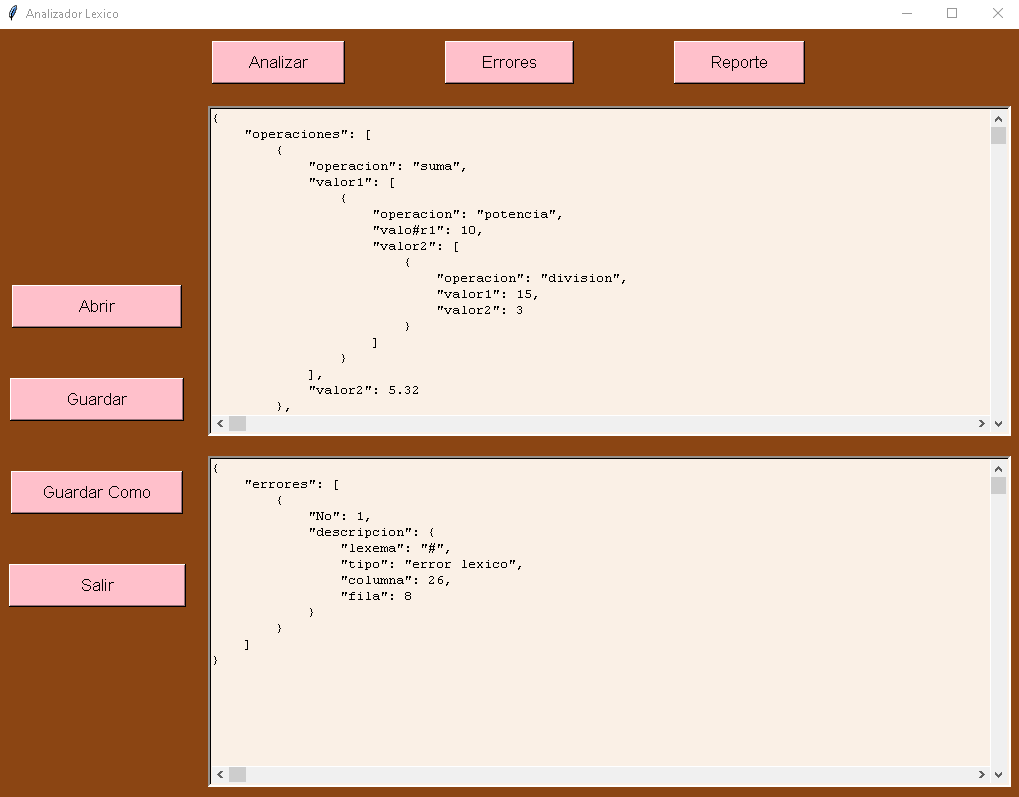 Analizador Lexico
Analizar
Errores
Reporte
{
    "operaciones": [
        {
            "operacion": "suma",
            "valor1": [
                {
                    "operacion": "potencia",
                    "valo#r1": 10,
                    "valor2": [
                        {
                            "operacion": "division",
                            "valor1": 15,
                            "valor2": 3
                        }
                    ]
                }
            ],
            "valor2": 5.32
        },
Abrir
Guardar
Guardar Como
Salir
{
    "errores": [
        {
            "No": 1,
            "descripcion": {
                "lexema": "#",
                "tipo": "error lexico",
                "columna": 26,
                "fila": 8
            }
        }
    ]
}